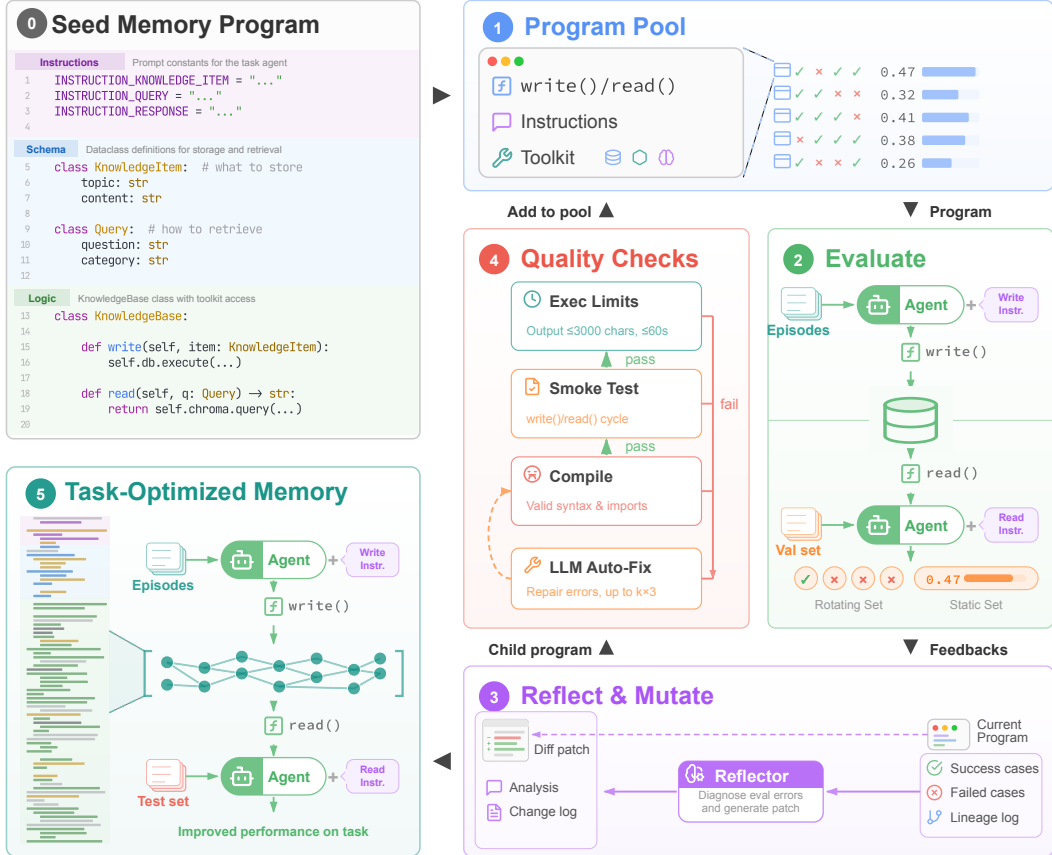 0 Seed Memory Program
Instructions Prompt constants for the task agent
1 INSTRUCTION_KNOWLEDGE_ITEM = "..."
2 INSTRUCTION_QUERY = "..."
3 INSTRUCTION_RESPONSE = "..."
4
Schema Dataclass definitions for storage and retrieval
5 class KnowledgeItem: # what to store
6 topic: str
7 content: str
8
9 class Query: # how to retrieve
10 question: str
11 category: str
12
Logic KnowledgeBase class with toolkit access
13 class KnowledgeBase:
14
15 def write(self, item: KnowledgeItem):
16 self.db.execute(...)
17
18 def read(self, q: Query) → str:
19 return self.chroma.query(...)
20
1 Program Pool
f write()/read()
Instructions
Toolkit
✓ × ✓ ✓ 0.47
✓ ✓ × × 0.32
✓ × ✓ × 0.41
× ✓ ✓ ✓ 0.38
✓ × × ✓ 0.26
Add to pool ▲
▼ Program
4 Quality Checks
Exec Limits
Output ≤3000 chars, ≤60s
pass
Smoke Test
write()/read() cycle
pass
fail
Compile
Valid syntax & imports
LLM Auto-Fix
Repair errors, up to k×3
2 Evaluate
Episodes
Agent
+
Write
Instr.
f write()
f read()
Val set
Agent
+
Read
Instr.
✓ × × × 0.47
Rotating Set Static Set
Child program ▲
▼ Feedbacks
3 Reflect & Mutate
Diff patch
Analysis
Change log
Reflector
Diagnose eval errors
and generate patch
Current
Program
Success cases
Failed cases
Lineage log
5 Task-Optimized Memory
Episodes
Agent
+
Write
Instr.
f write()
f read()
Test set
Agent
+
Read
Instr.
Improved performance on task